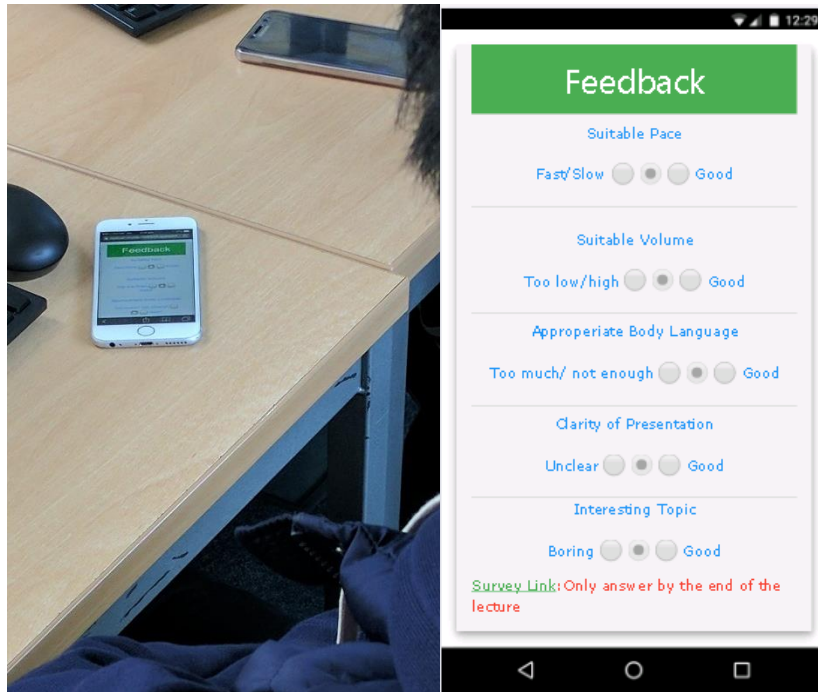 Feedback
12:29
Feedback
Suitable Pace
Fast/Slow Good
Suitable Volume
Too low/high Good
Approperiate Body Language
Too much/ not enough Good
Clarity of Presentation
Unclear Good
Interesting Topic
Boring Good
Survey Link: Only answer by the end of the
lecture